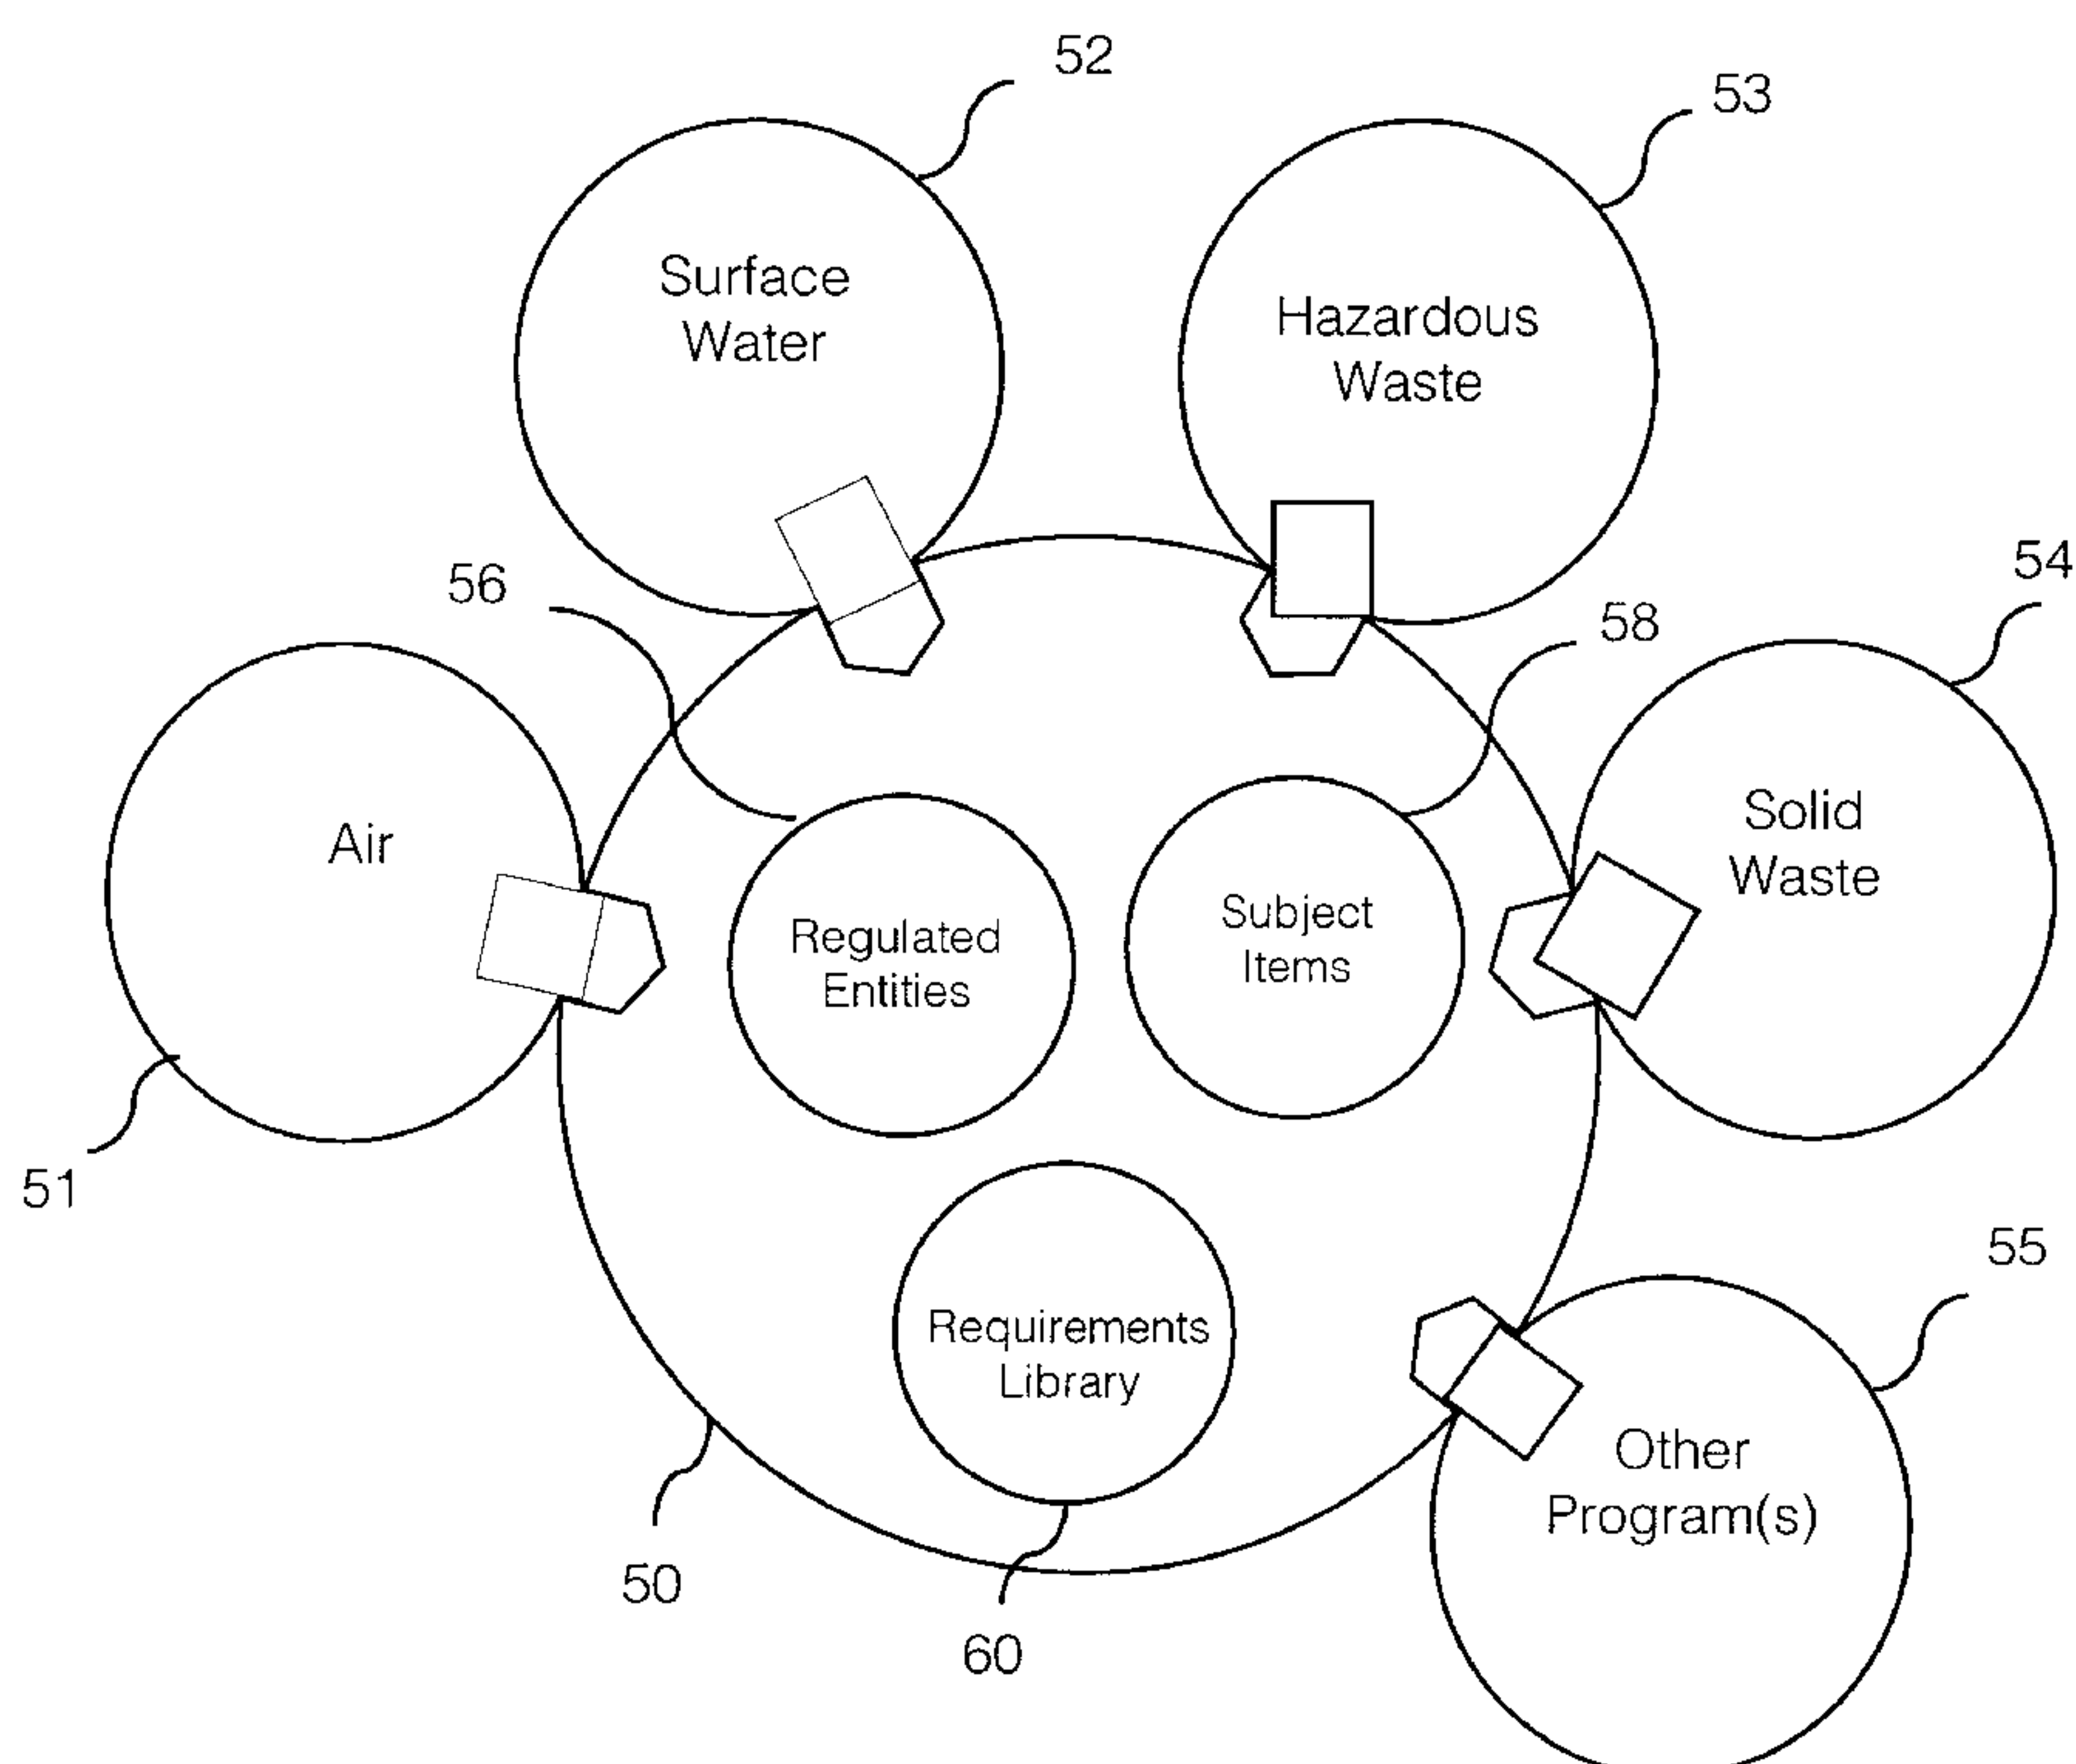 52
53
Surface
Water
Hazardous
Waste
54
56
58
Air
Solid
Waste
Regulated
Entities
Subject
Items
51
55
Requirements
Library
Other
Program(s)
50
60